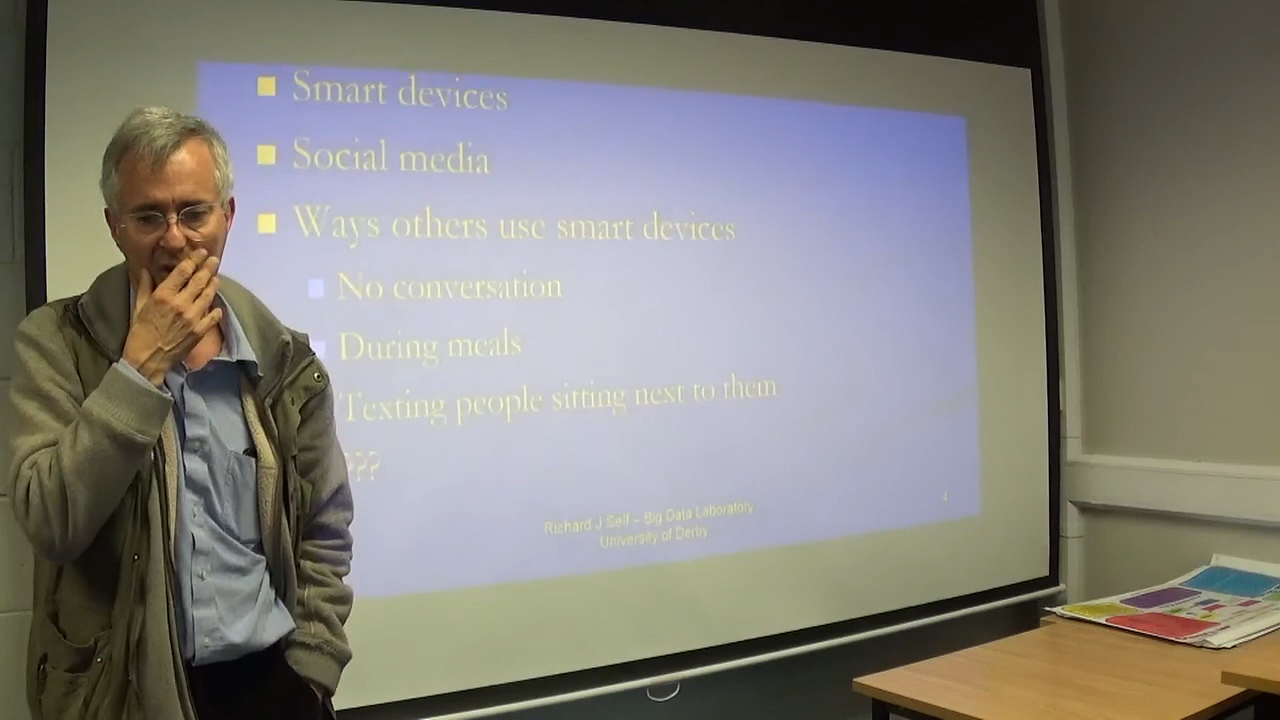 Smart devices
Social media
Ways others use smart devices
No conversation
During meals
Texting people sitting next to them
???
Richard J Self – Big Data Laboratory
University of Derby
4